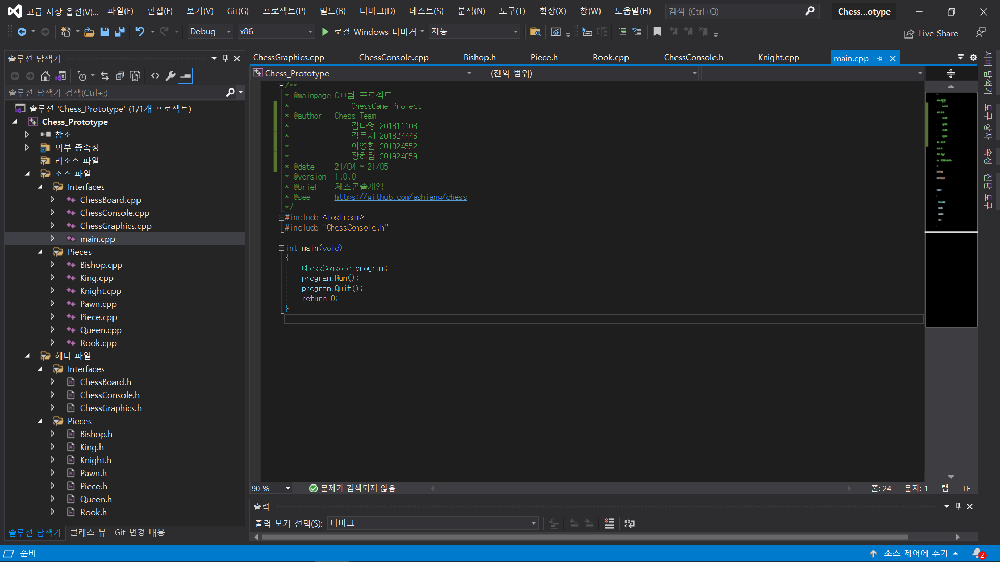 고급 저장 옵션(V)... 파일(F) 편집(E) 보기(V) Git(G) 프로젝트(P) 빌드(B) 디버그(D) 테스트(S) 분석(N) 도구(T) 확장(X) 창(W) 도움말(H) 검색 (Ctrl+Q) Chess...otype
Debug x86 로컬 Windows 디버거 자동 Live Share
솔루션 탐색기
솔루션 탐색기 검색(Ctrl+;)
솔루션 'Chess_Prototype' (1/1개 프로젝트)
Chess_Prototype
참조
외부 종속성
리소스 파일
소스 파일
Interfaces
ChessBoard.cpp
ChessConsole.cpp
ChessGraphics.cpp
main.cpp
Pieces
Bishop.cpp
King.cpp
Knight.cpp
Pawn.cpp
Piece.cpp
Queen.cpp
Rook.cpp
헤더 파일
Interfaces
ChessBoard.h
ChessConsole.h
ChessGraphics.h
Pieces
Bishop.h
King.h
Knight.h
Pawn.h
Piece.h
Queen.h
Rook.h
솔루션 탐색기 클래스 뷰 Git 변경 내용
ChessGraphics.cpp ChessConsole.cpp Bishop.h Piece.h Rook.cpp ChessConsole.h Knight.cpp main.cpp
Chess_Prototype (전역 범위)
/**
* @mainpage C++팀 프로젝트
* ChessGame Project
* @author Chess Team
* 김나영 201811103
* 김윤재 201824446
* 이영한 201824552
* 장하림 201924659
* @date 21/04 ~ 21/05
* @version 1.0.0
* @brief 체스콘솔게임
* @see https://github.com/ashjang/chess
*/
#include <iostream>
#include "ChessConsole.h"
int main(void)
{
ChessConsole program;
program.Run();
program.Quit();
return 0;
}
90 % 문제가 검색되지 않음 줄: 24 문자: 1 탭 LF
출력
출력 보기 선택(S): 디버그
서버 탐색기
도구 상자
속성
진단 도구
준비 소스 제어에 추가 2